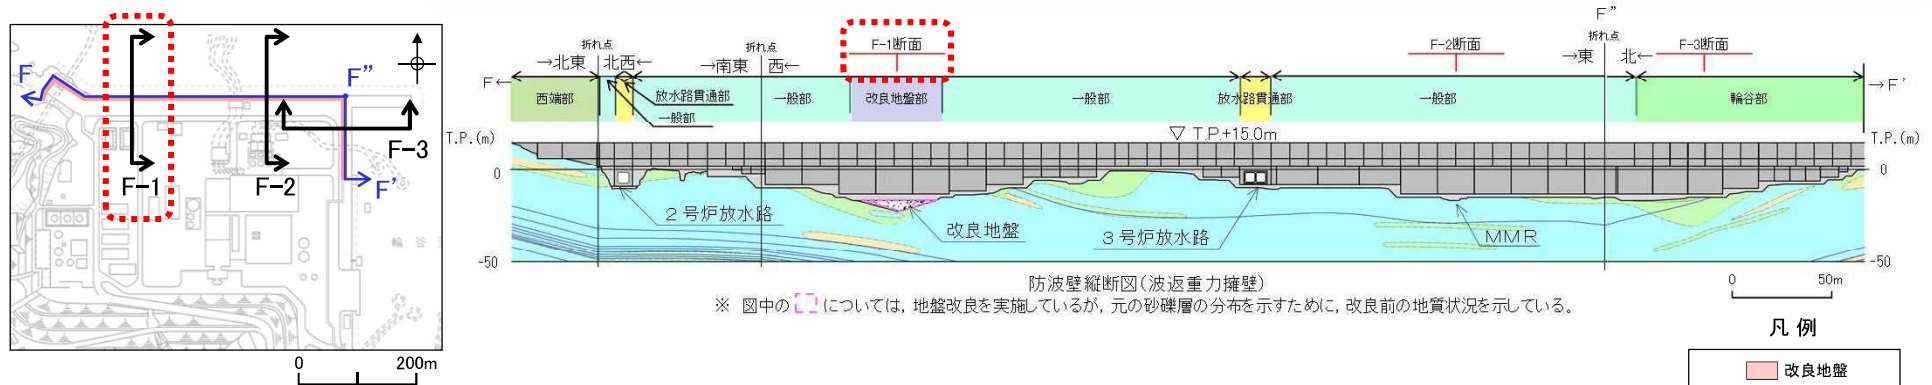 F
F"
F-3
F-1
F-2
F'
輪谷
0
200m
F"
折れ点
F-1断面
F-2断面
折れ点
F-3断面
→北東
北西←
→南東
西←
→東
北←
F←
→F'
西端部
放水路貫通部
一般部
一般部
改良地盤部
一般部
放水路貫通部
一般部
輪谷部
T.P.(m)
▽ T.P.+15.0m
T.P.(m)
0
0
2号炉放水路
改良地盤
3号炉放水路
MMR
-50
-50
防波壁縦断図(波返重力擁壁)
※ 図中の については，地盤改良を実施しているが，元の砂礫層の分布を示すために，改良前の地質状況を示している。
0
50m
凡 例
改良地盤